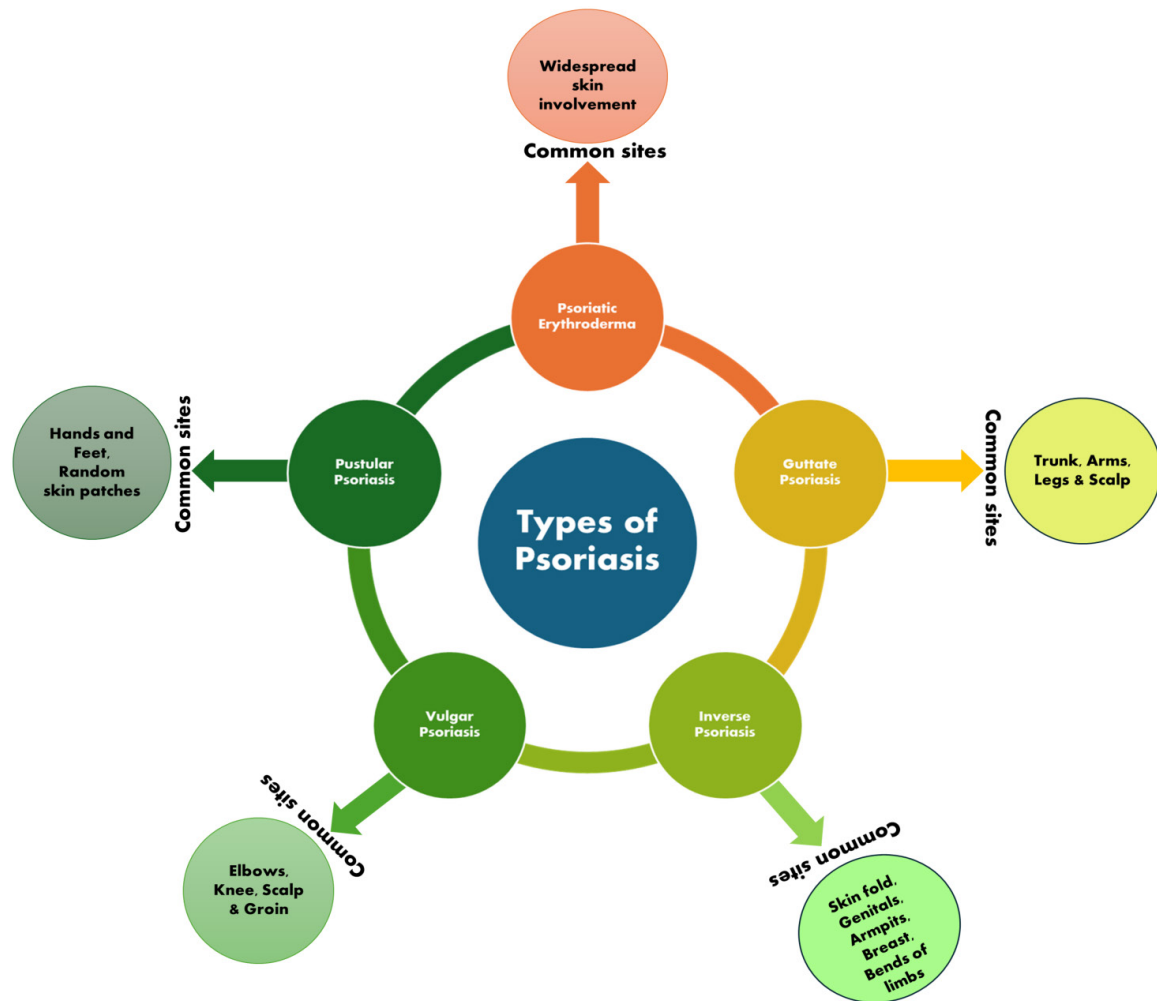 Widespread
skin
involvement
Common sites
Psoriatic
Erythroderma
Hands and
Feet,
Random
skin patches
Common sites
Pustular
Psoriasis
Guttate
Psoriasis
Common sites
Trunk, Arms,
Legs & Scalp
Types of
Psoriasis
Vulgar
Psoriasis
Inverse
Psoriasis
Common sites
Elbows,
Knee, Scalp
& Groin
Common sites
Skin fold,
Genitals,
Armpits,
Breast,
Bends of
limbs